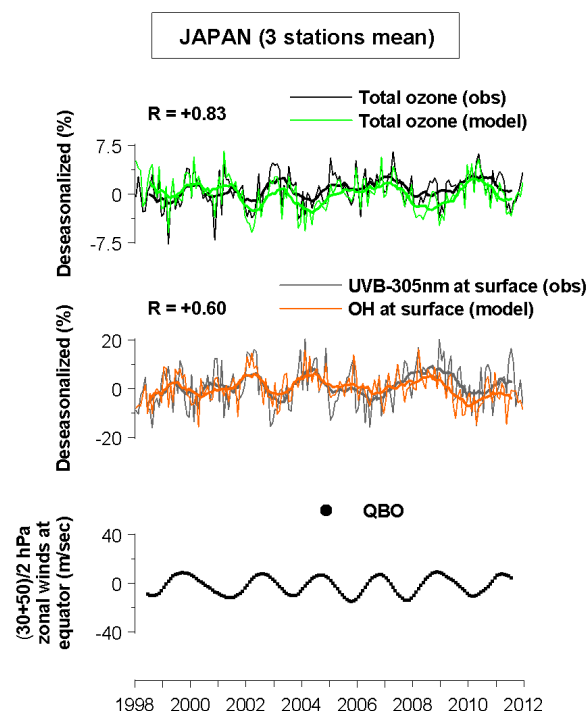 JAPAN (3 stations mean)
R = +0.83
Total ozone (obs)
Total ozone (model)
Deseasonalized (%)
7.5
0
-7.5
R = +0.60
UVB-305nm at surface (obs)
OH at surface (model)
Deseasonalized (%)
20
0
-20
QBO
(30+50)/2 hPa
zonal winds at
equator (m/sec)
40
0
-40
1998 2000 2002 2004 2006 2008 2010 2012